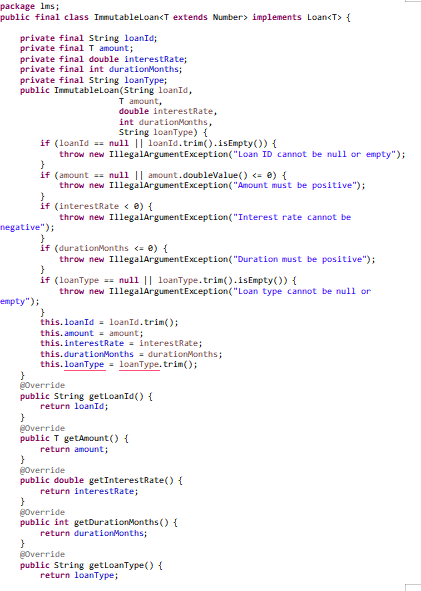 package lms;
public final class ImmutableLoan<T extends Number> implements Loan<T> {
    private final String loanId;
    private final T amount;
    private final double interestRate;
    private final int durationMonths;
    private final String loanType;
    public ImmutableLoan(String loanId,
                         T amount,
                         double interestRate,
                         int durationMonths,
                         String loanType) {
        if (loanId == null || loanId.trim().isEmpty()) {
            throw new IllegalArgumentException("Loan ID cannot be null or empty");
        }
        if (amount == null || amount.doubleValue() <= 0) {
            throw new IllegalArgumentException("Amount must be positive");
        }
        if (interestRate < 0) {
            throw new IllegalArgumentException("Interest rate cannot be
negative");
        }
        if (durationMonths <= 0) {
            throw new IllegalArgumentException("Duration must be positive");
        }
        if (loanType == null || loanType.trim().isEmpty()) {
            throw new IllegalArgumentException("Loan type cannot be null or
empty");
        }
        this.loanId = loanId.trim();
        this.amount = amount;
        this.interestRate = interestRate;
        this.durationMonths = durationMonths;
        this.loanType = loanType.trim();
    }
    @Override
    public String getLoanId() {
        return loanId;
    }
    @Override
    public T getAmount() {
        return amount;
    }
    @Override
    public double getInterestRate() {
        return interestRate;
    }
    @Override
    public int getDurationMonths() {
        return durationMonths;
    }
    @Override
    public String getLoanType() {
        return loanType;